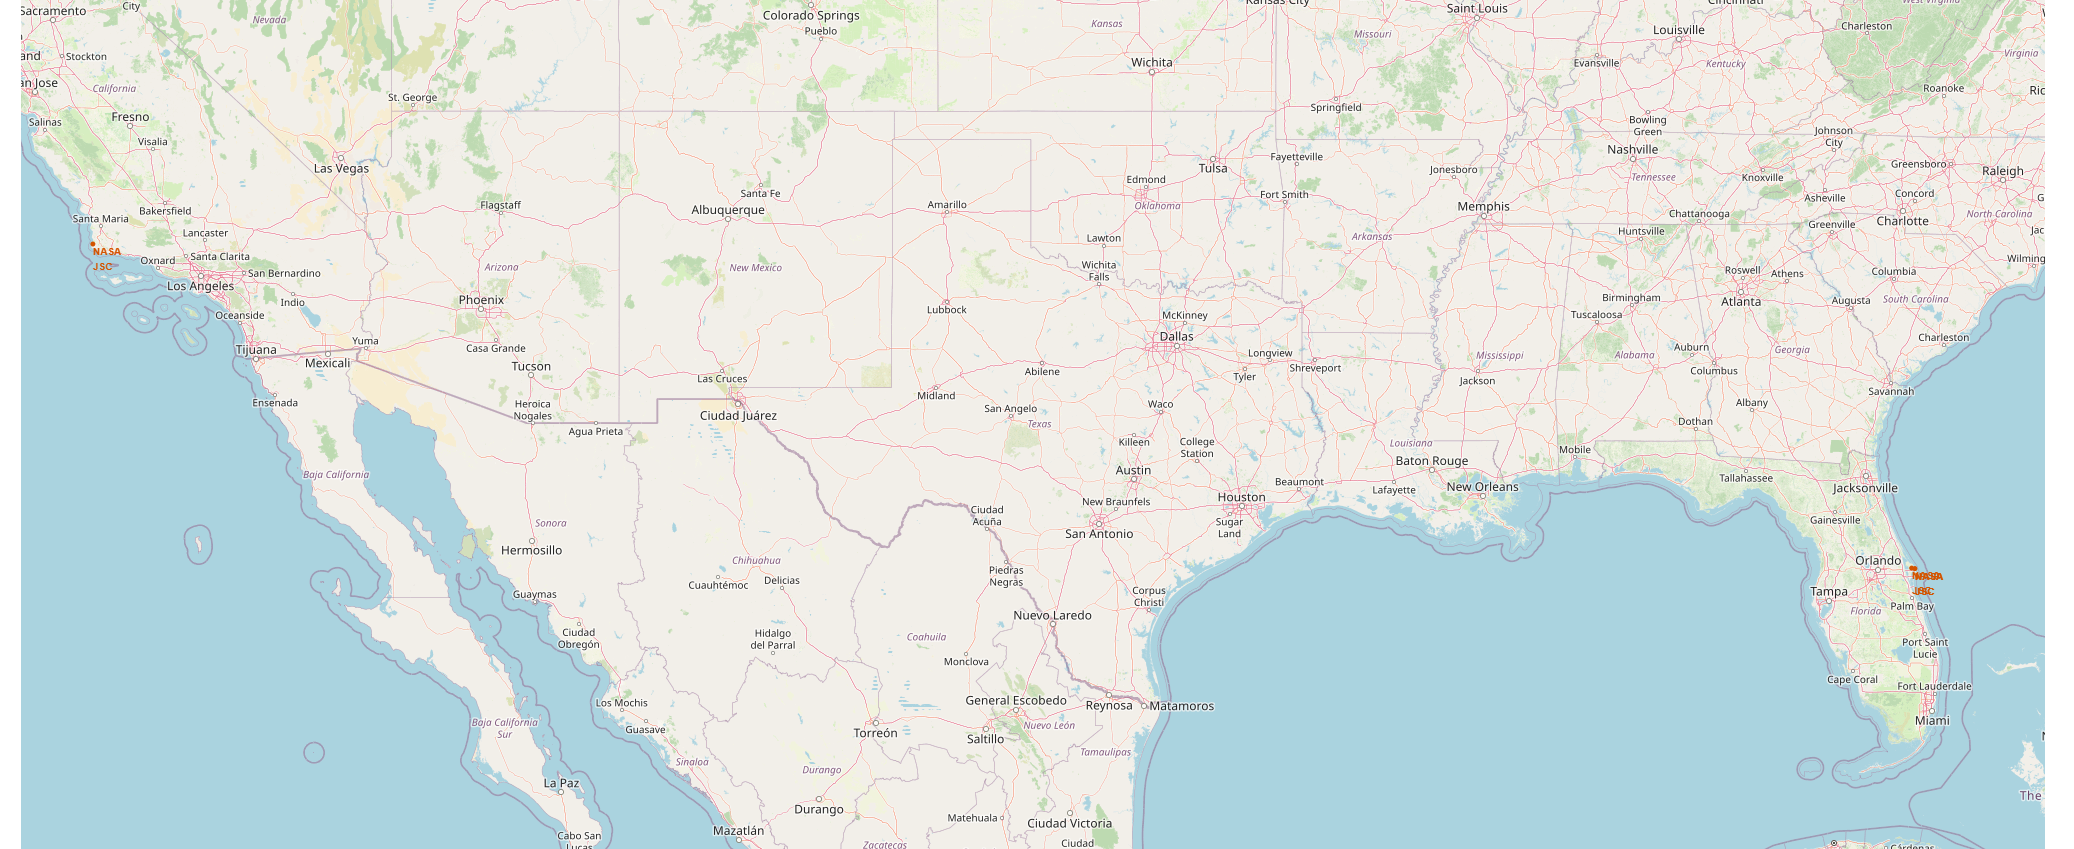 City
Sacramento
Nevada
Colorado Springs
Pueblo
Kansas
Kansas City
Saint Louis
Cincinnati
West Virginia
Charleston
Stockton
Missouri
Louisville
Virginia
Wichita
Evansville
Kentucky
California
St. George
Springfield
Roanoke
Salinas
Fresno
Bowling
Green
Johnson
City
Visalia
Las Vegas
Tulsa
Fayetteville
Nashville
Greensboro
Raleigh
Jonesboro
Tennessee
Knoxville
Edmond
Santa Fe
Fort Smith
Concord
Asheville
Bakersfield
Flagstaff
Albuquerque
Amarillo
Oklahoma
Memphis
Chattanooga
Charlotte
North Carolina
Santa Maria
Lancaster
Lawton
Arkansas
Huntsville
Greenville
NASA
JSC
Oxnard
Santa Clarita
San Bernardino
Arizona
New Mexico
Wichita
Falls
Roswell
Athens
Columbia
Los Angeles
Indio
Phoenix
Birmingham
Atlanta
Augusta
South Carolina
Oceanside
Lubbock
McKinney
Tuscaloosa
Dallas
Charleston
Tijuana
Yuma
Casa Grande
Mexicali
Tucson
Longview
Mississippi
Alabama
Auburn
Georgia
Las Cruces
Abilene
Tyler
Shreveport
Jackson
Columbus
Ensenada
Heroica
Nogales
Midland
Savannah
Ciudad Juárez
San Angelo
Texas
Waco
Albany
Agua Prieta
Dothan
Killeen
College
Station
Louisiana
Mobile
Baja California
Austin
Baton Rouge
Tallahassee
Beaumont
Lafayette
New Orleans
Jacksonville
New Braunfels
Houston
Sonora
Ciudad
Acuña
Sugar
Land
Gainesville
San Antonio
Hermosillo
Chihuahua
Orlando
Cuauhtémoc
Delicias
Piedras
Negras
NASA
JSC
Guaymas
Corpus
Christi
Tampa
Palm Bay
Florida
Nuevo Laredo
Ciudad
Obregón
Hidalgo
del Parral
Coahuila
Port Saint
Lucie
Monclova
Cape Coral
Fort Lauderdale
Los Mochis
General Escobedo
Reynosa
Matamoros
Baja California
Sur
Guasave
Torreón
Saltillo
Nuevo León
Miami
Sinaloa
Durango
Tamaulipas
La Paz
The
Durango
Matehuala
Ciudad Victoria
Mazatlán
Cabo San
Lucas
Zacatecas
Ciudad
Cárdenas